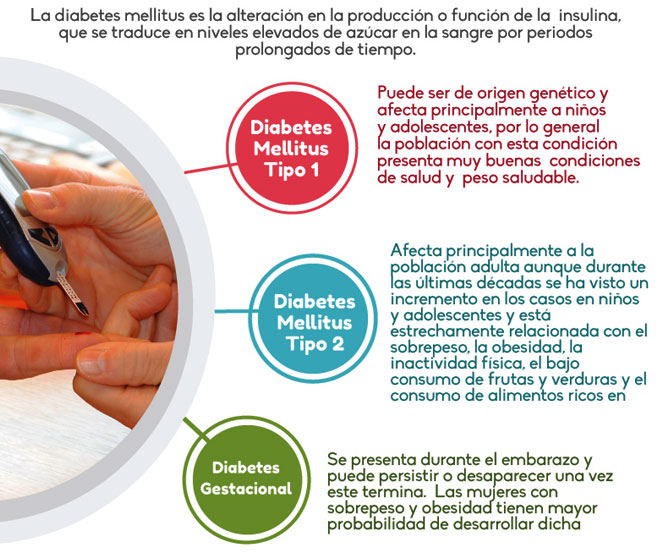 La diabetes mellitus es la alteración en la producción o función de la insulina,
que se traduce en niveles elevados de azúcar en la sangre por periodos
prolongados de tiempo.
Diabetes
Mellitus
Tipo 1
Puede ser de origen genético y
afecta principalmente a niños
y adolescentes, por lo general
la población con esta condición
presenta muy buenas condiciones
de salud y peso saludable.
Diabetes
Mellitus
Tipo 2
Afecta principalmente a la
población adulta aunque durante
las últimas décadas se ha visto un
incremento en los casos en niños
y adolescentes y está
estrechamente relacionada con el
sobrepeso, la obesidad, la
inactividad física, el bajo
consumo de frutas y verduras y el
consumo de alimentos ricos en
Diabetes
Gestacional
Se presenta durante el embarazo y
puede persistir o desaparecer una vez
este termina. Las mujeres con
sobrepeso y obesidad tienen mayor
probabilidad de desarrollar dicha